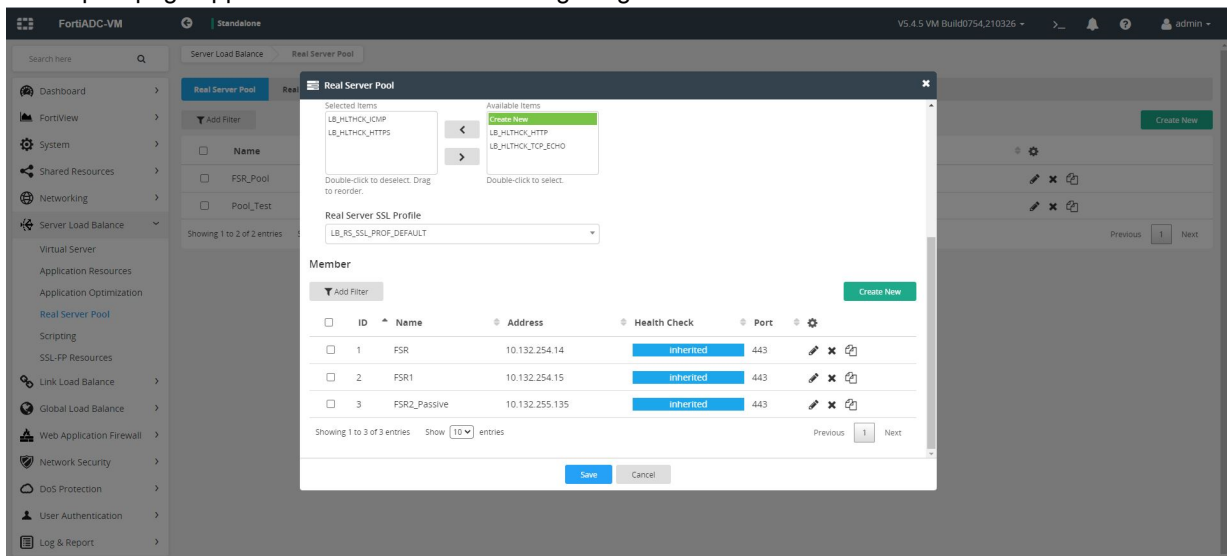 FortiADC-VM
Standalone
V5.4.5 VM Build0754,210326
>_
admin
Search here
Server Load Balance
Real Server Pool
Dashboard
FortiView
System
Shared Resources
Networking
Server Load Balance
Virtual Server
Application Resources
Application Optimization
Real Server Pool
Scripting
SSL-FP Resources
Link Load Balance
Global Load Balance
Web Application Firewall
Network Security
DoS Protection
User Authentication
Log & Report
Real Server Pool
Real
Add Filter
Create New
Name
FSR_Pool
Pool_Test
Showing 1 to 2 of 2 entries
Previous 1 Next
Real Server Pool
Selected Items
LB_HLTHCK_ICMP
LB_HLTHCK_HTTPS
Double-click to deselect. Drag
to reorder.
Available Items
Create New
LB_HLTHCK_HTTP
LB_HLTHCK_TCP_ECHO
Double-click to select.
Real Server SSL Profile
LB_RS_SSL_PROF_DEFAULT
Member
Add Filter
Create New
ID Name Address Health Check Port
1 FSR 10.132.254.14 inherited 443
2 FSR1 10.132.254.15 inherited 443
3 FSR2_Passive 10.132.255.135 inherited 443
Showing 1 to 3 of 3 entries Show 10 entries
Previous 1 Next
Save Cancel